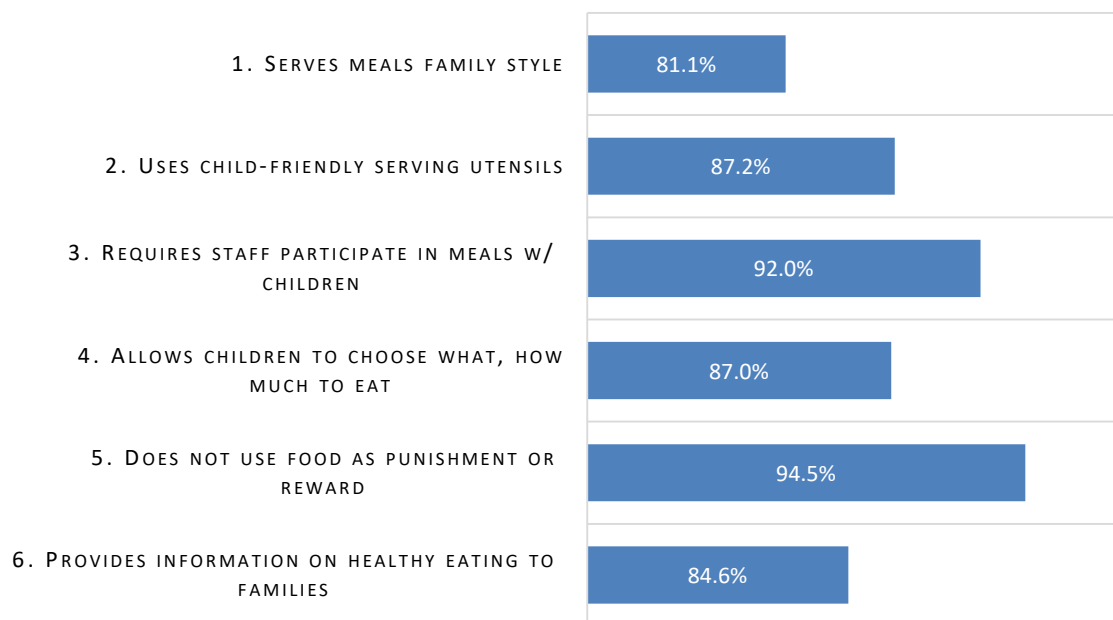 1. Serves meals family style
81.1%
2. Uses child-friendly serving utensils
87.2%
3. Requires staff participate in meals w/
children
92.0%
4. Allows children to choose what, how
much to eat
87.0%
5. Does not use food as punishment or
reward
94.5%
6. Provides information on healthy eating to
families
84.6%